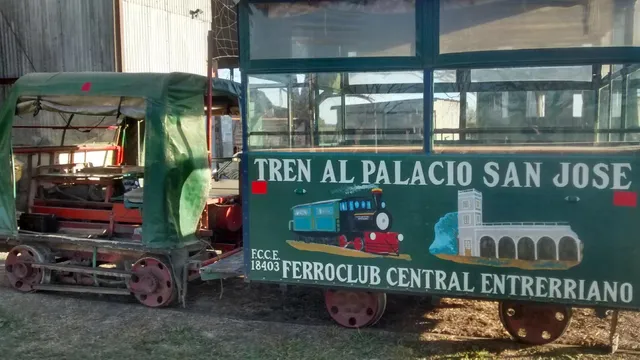 TREN AL PALACIO SAN JOSE
F.C.C.E.
18403
FERROCLUB CENTRAL ENTRERRIANO